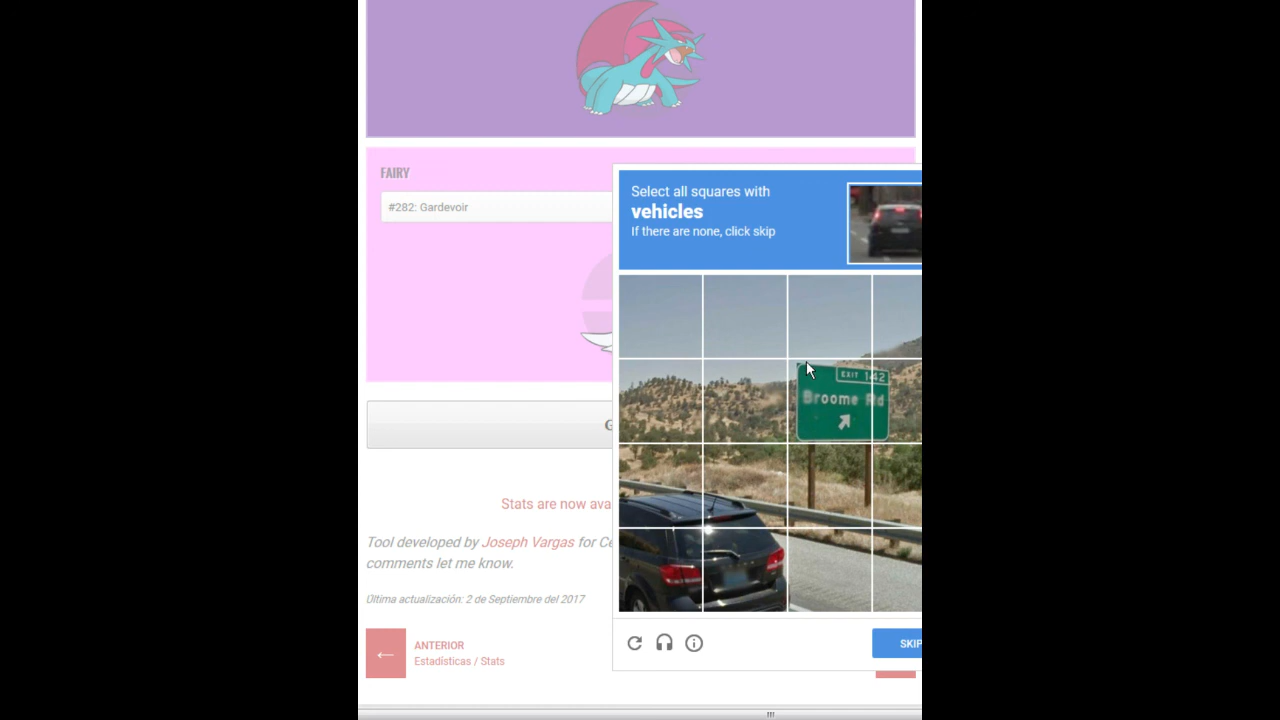 FAIRY
#282: Gardevoir
Select all squares with
vehicles
If there are none, click skip
EXIT 142
Broome Rd
G
Stats are now ava
Tool developed by Joseph Vargas for Ce
comments let me know.
Última actualización: 2 de Septiembre del 2017
ANTERIOR
Estadísticas / Stats
SKIP